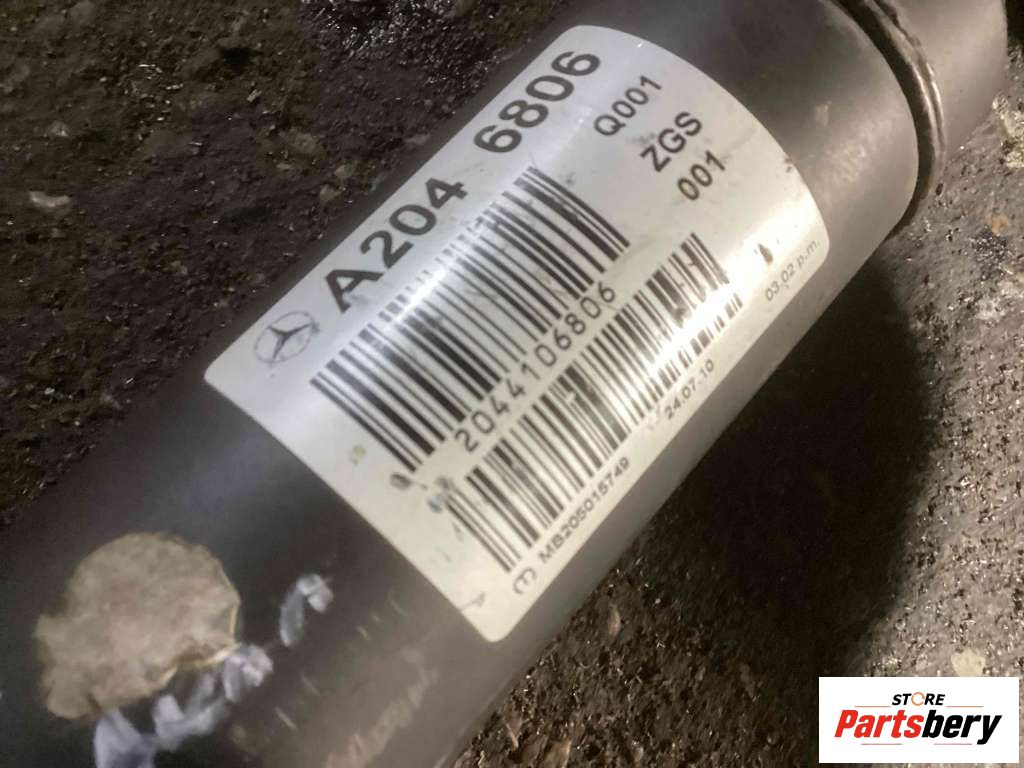 A204 6806
Q001
ZGS
001
2044106806
(T) MB205015749 24.07.10 03.02 p.m.
STORE
Partsbery